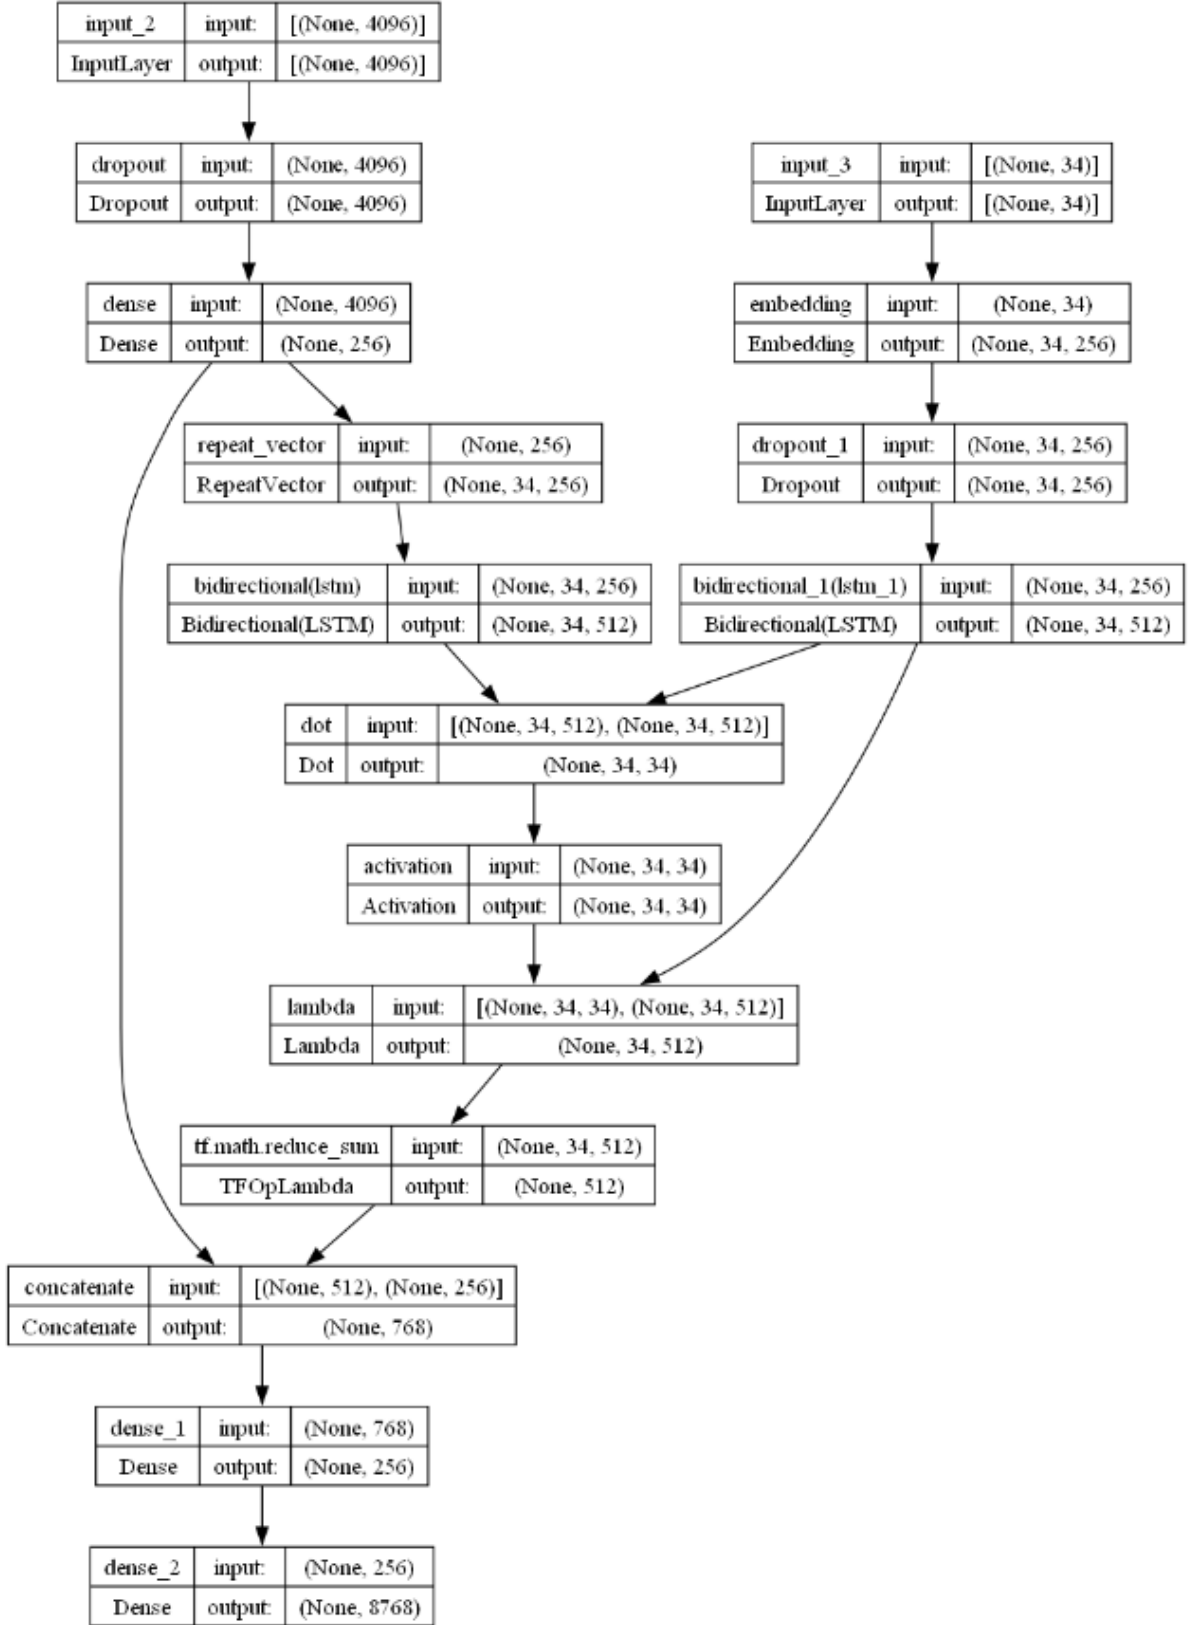 input_2 input: [(None, 4096)]
InputLayer output: [(None, 4096)]
dropout input: (None, 4096)
Dropout output: (None, 4096)
input_3 input: [(None, 34)]
InputLayer output: [(None, 34)]
dense input: (None, 4096)
Dense output: (None, 256)
embedding input: (None, 34)
Embedding output: (None, 34, 256)
repeat_vector input: (None, 256)
RepeatVector output: (None, 34, 256)
dropout_1 input: (None, 34, 256)
Dropout output: (None, 34, 256)
bidirectional(lstm) input: (None, 34, 256)
Bidirectional(LSTM) output: (None, 34, 512)
bidirectional_1(lstm_1) input: (None, 34, 256)
Bidirectional(LSTM) output: (None, 34, 512)
dot input: [(None, 34, 512), (None, 34, 512)]
Dot output: (None, 34, 34)
activation input: (None, 34, 34)
Activation output: (None, 34, 34)
lambda input: [(None, 34, 34), (None, 34, 512)]
Lambda output: (None, 34, 512)
tf.math.reduce_sum input: (None, 34, 512)
TFOpLambda output: (None, 512)
concatenate input: [(None, 512), (None, 256)]
Concatenate output: (None, 768)
dense_1 input: (None, 768)
Dense output: (None, 256)
dense_2 input: (None, 256)
Dense output: (None, 8768)